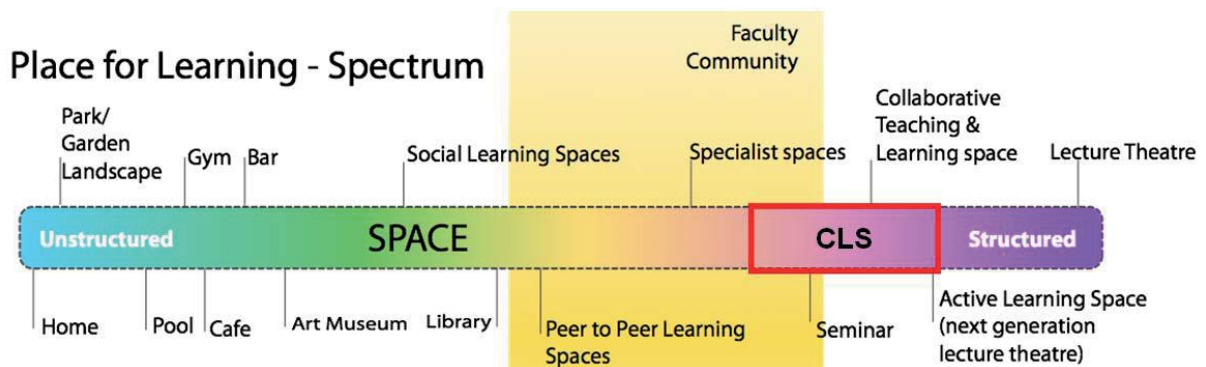 Place for Learning - Spectrum
Faculty
Community
Park/
Garden
Landscape
Gym
Bar
Social Learning Spaces
Specialist spaces
Collaborative
Teaching &
Learning space
Lecture Theatre
Unstructured
SPACE
CLS
Structured
Home
Pool
Cafe
Art Museum
Library
Peer to Peer Learning
Spaces
Seminar
Active Learning Space
(next generation
lecture theatre)